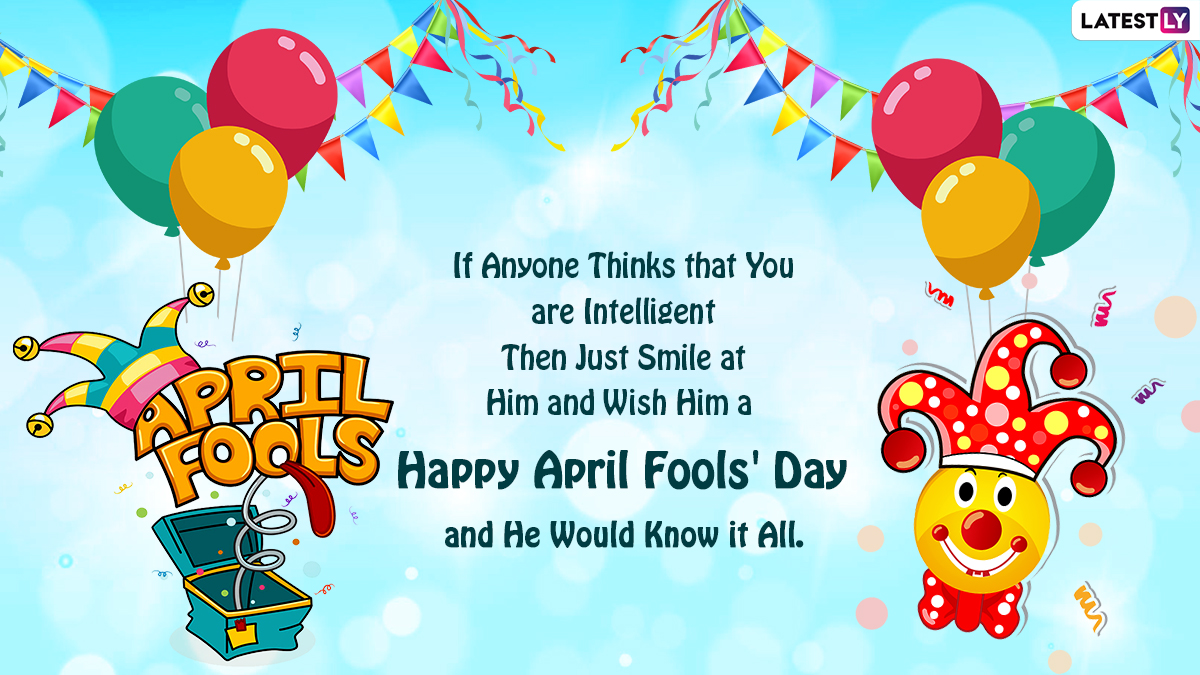 LATESTLY
If Anyone Thinks that You
are Intelligent
Then Just Smile at
Him and Wish Him a
Happy April Fools' Day
and He Would Know it All.
APRIL
FOOLS